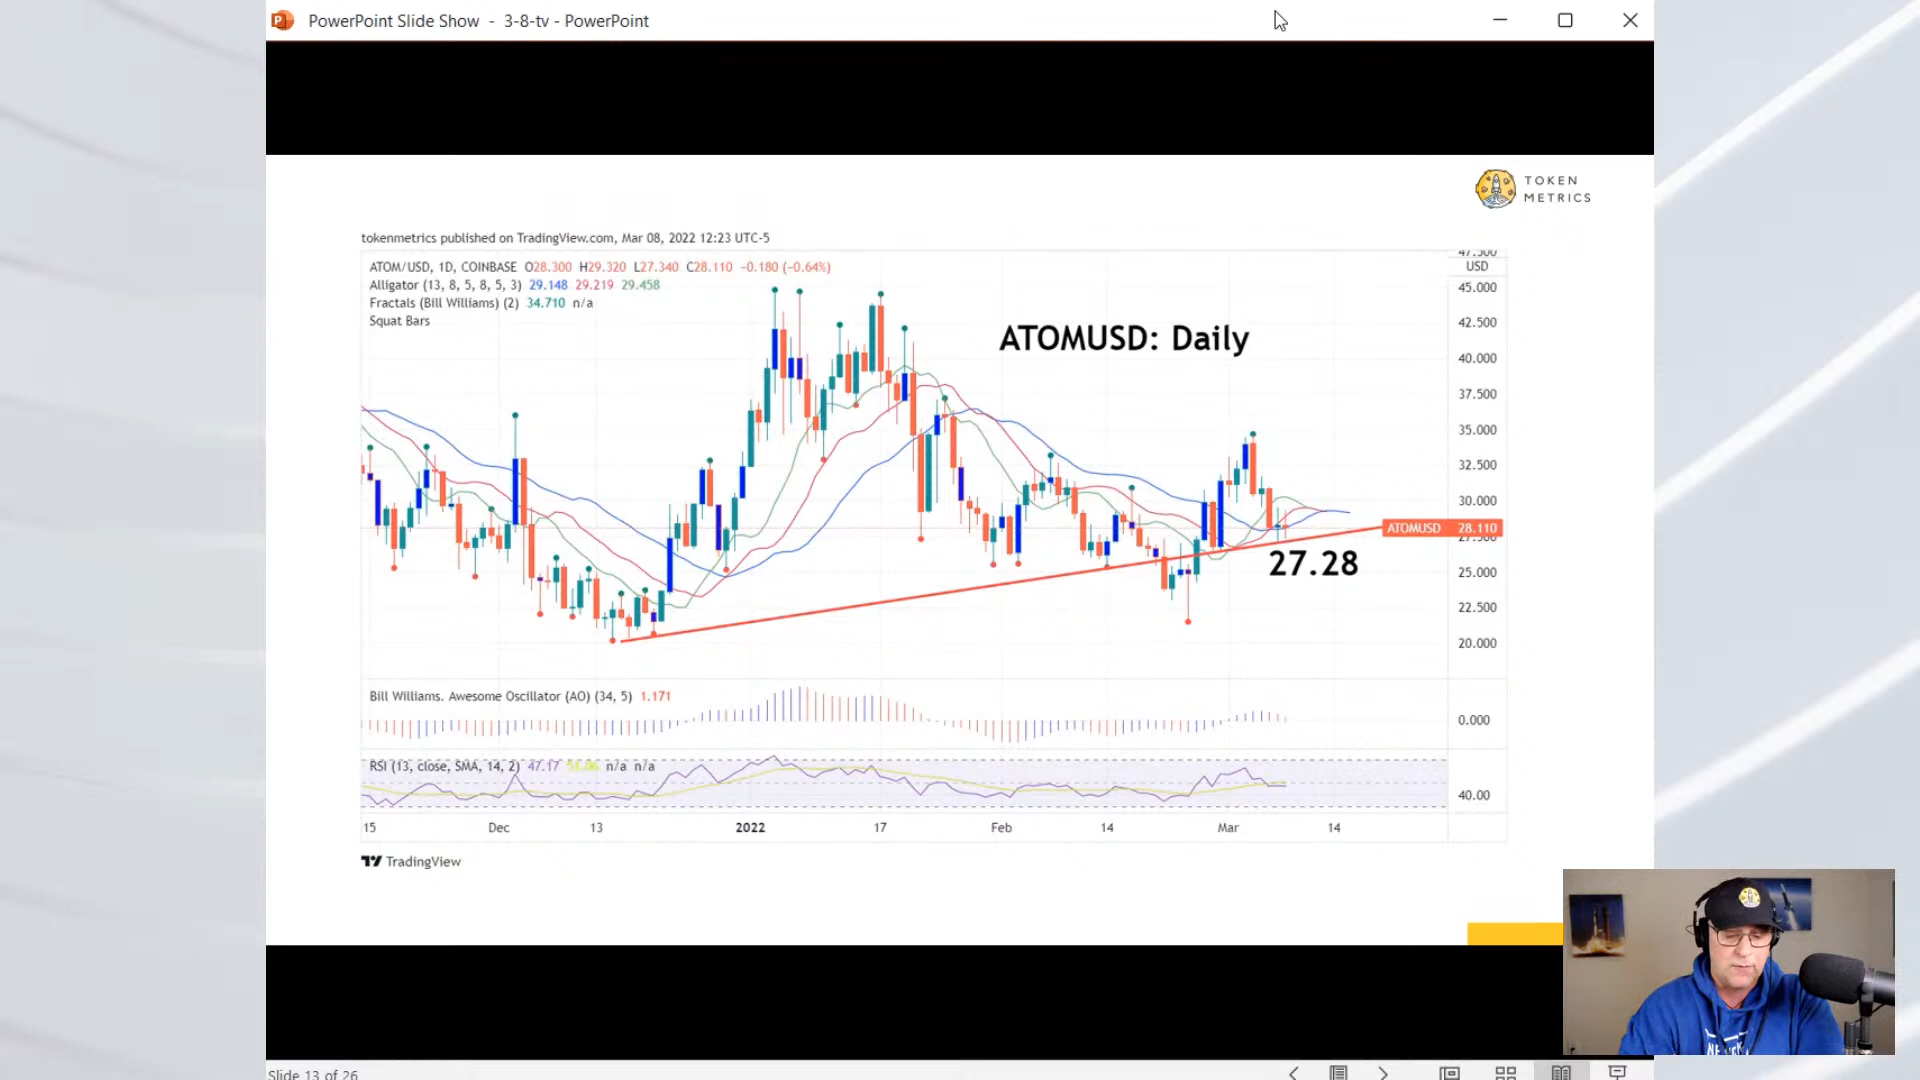 PowerPoint Slide Show - 3-8-tv - PowerPoint
TOKEN
METRICS
tokenmetrics published on TradingView.com, Mar 08, 2022 12:23 UTC-5
ATOM/USD, 1D, COINBASE O28.300 H29.320 L27.340 C28.110 −0.180 (−0.64%)
Alligator (13, 8, 5, 8, 5, 3) 29.148 29.219 29.458
Fractals (Bill Williams) (2) 34.710 n/a
Squat Bars
ATOMUSD: Daily
47.500
USD
45.000
42.500
40.000
37.500
35.000
32.500
30.000
ATOMUSD 28.110
27.500
27.28
25.000
22.500
20.000
Bill Williams. Awesome Oscillator (AO) (34, 5) 1.171
0.000
RSI (13, close, SMA, 14, 2) 47.17 n/a n/a
40.00
15 Dec 13 2022 17 Feb 14 Mar 14
TradingView
Slide 13 of 26